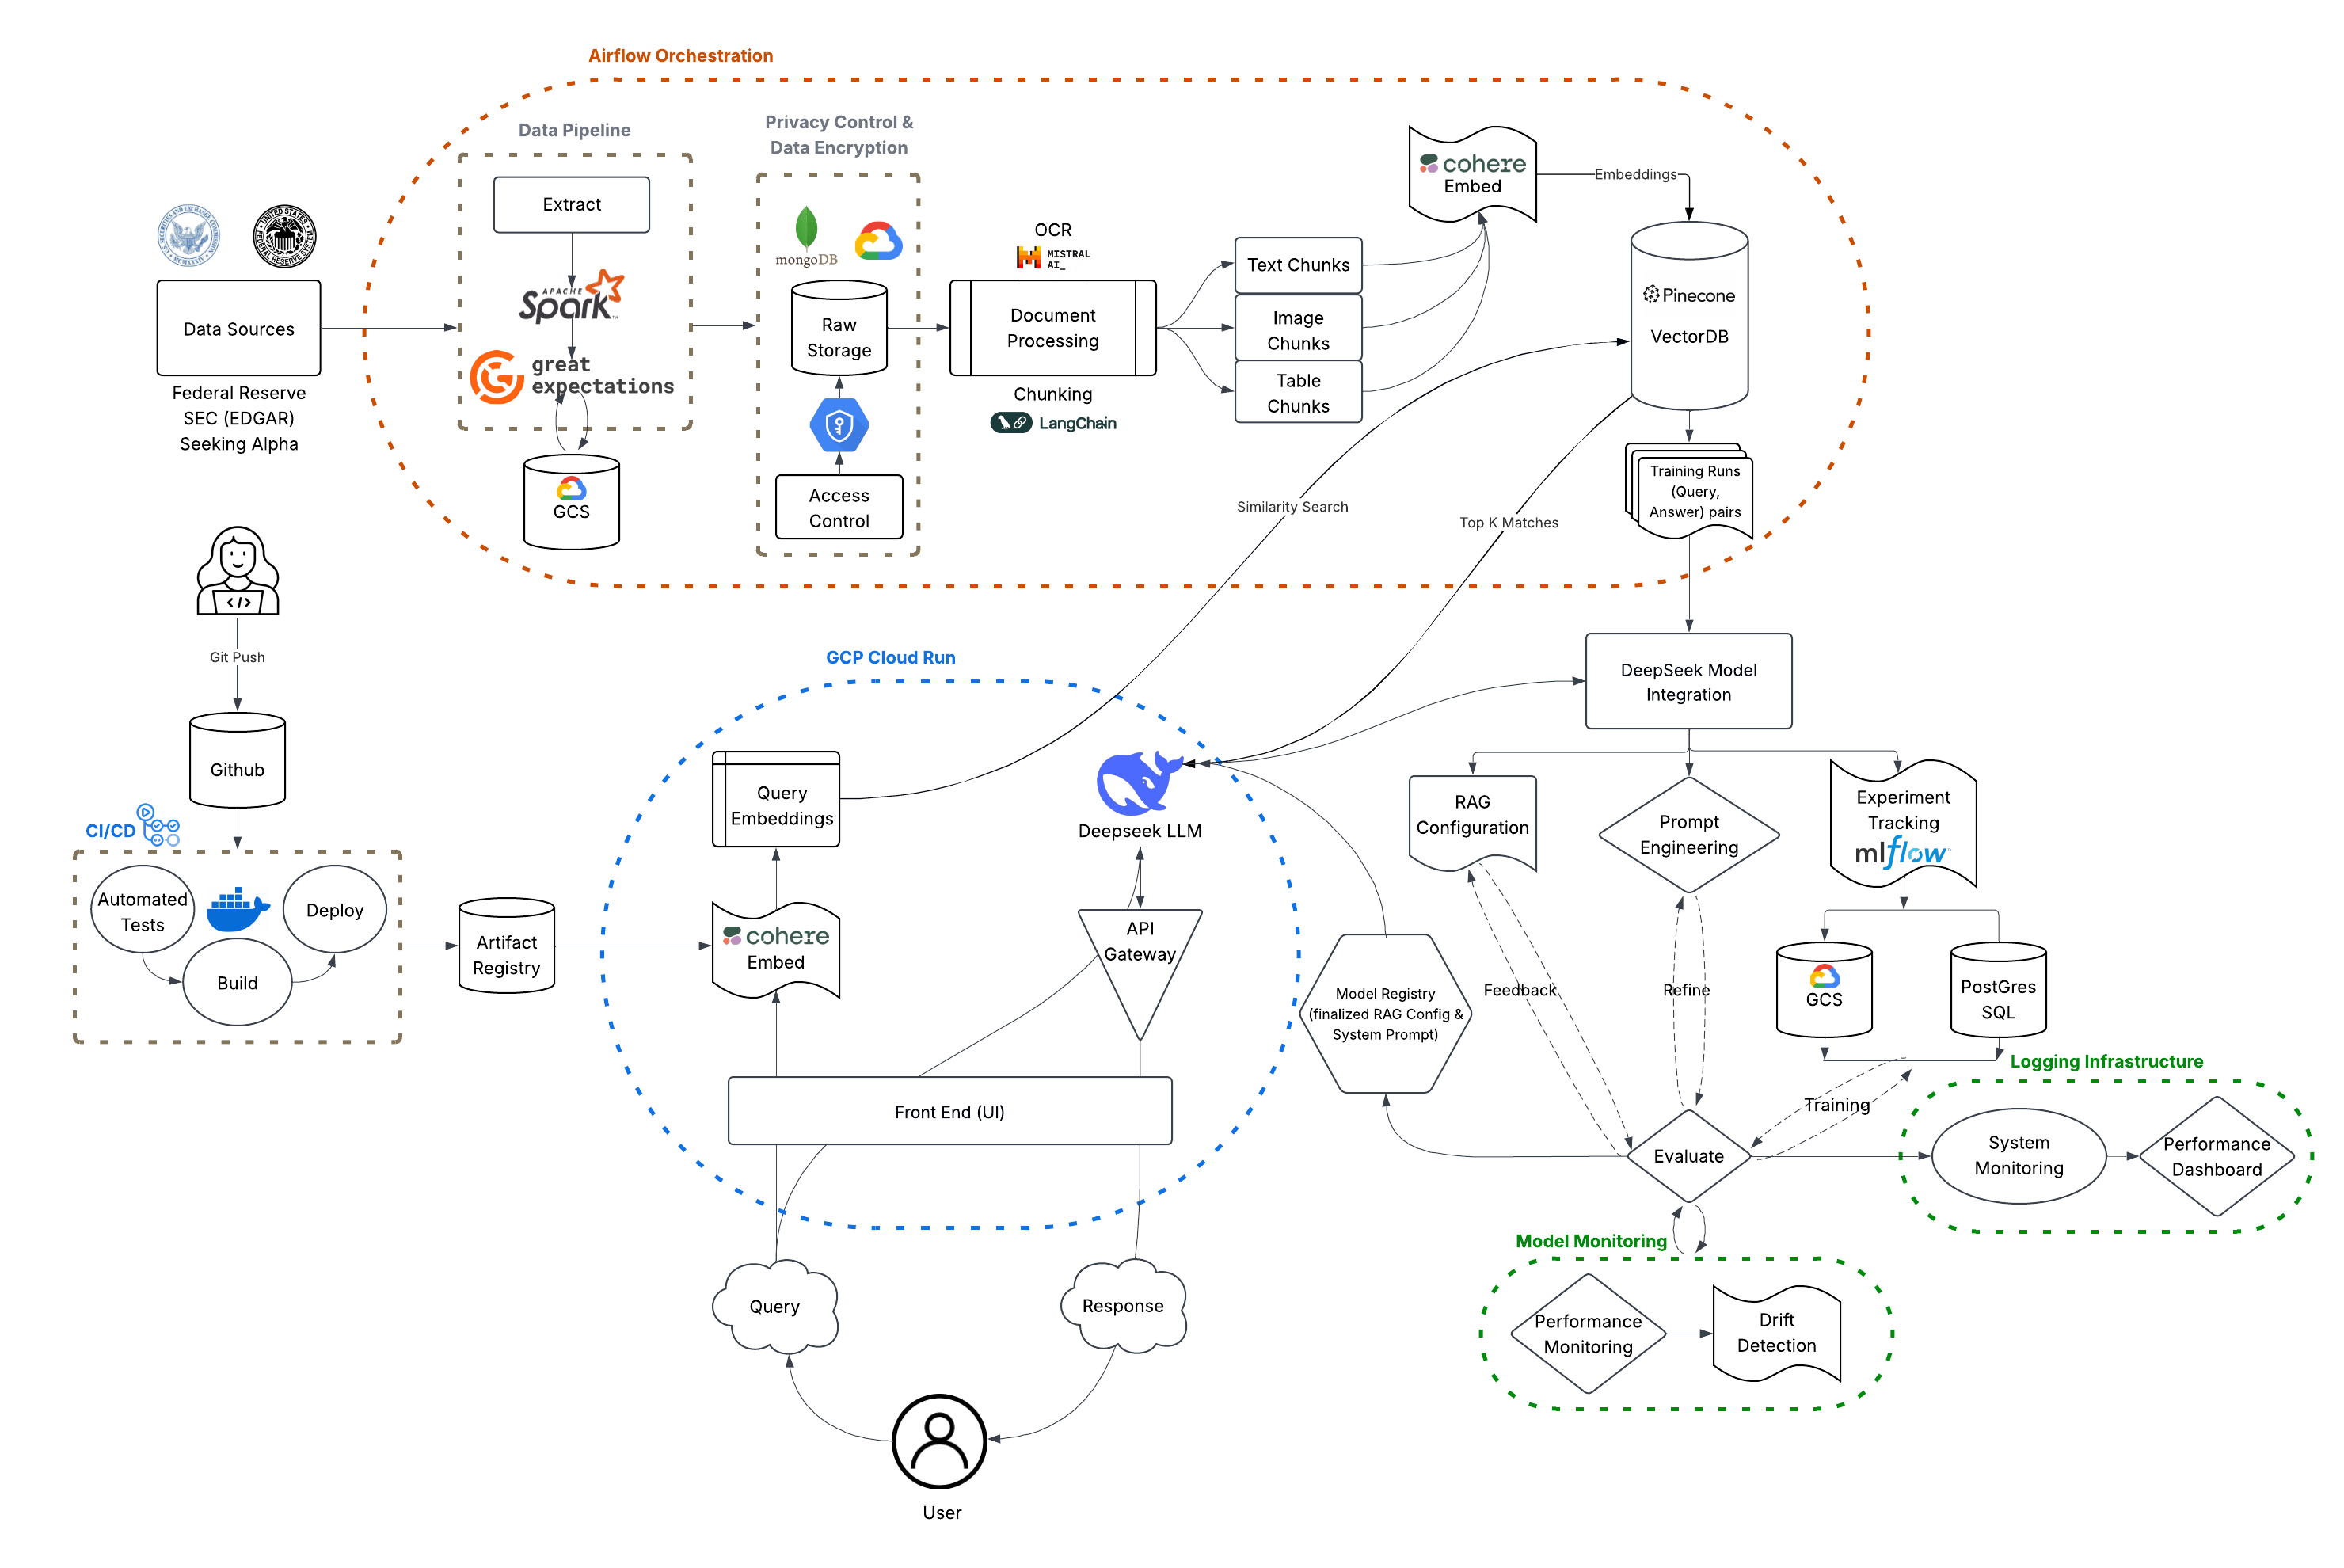 Airflow Orchestration
Data Pipeline
Privacy Control &
Data Encryption
Extract
APACHE
Spark
great
expectations
GCS
mongoDB
Raw
Storage
Access
Control
Data Sources
Federal Reserve
SEC (EDGAR)
Seeking Alpha
OCR
MISTRAL
AI_
Document
Processing
Chunking
LangChain
Text Chunks
Image
Chunks
Table
Chunks
cohere
Embed
Embeddings
Pinecone
VectorDB
Training Runs
(Query,
Answer) pairs
Similarity Search
Top K Matches
Git Push
Github
CI/CD
Automated
Tests
Build
Deploy
Artifact
Registry
GCP Cloud Run
Query
Embeddings
cohere
Embed
Deepseek LLM
API
Gateway
Front End (UI)
Query
Response
User
DeepSeek Model
Integration
RAG
Configuration
Prompt
Engineering
Experiment
Tracking
mlflow
GCS
PostGres
SQL
Model Registry
(finalized RAG Config &
System Prompt)
Feedback
Refine
Training
Evaluate
Logging Infrastructure
System
Monitoring
Performance
Dashboard
Model Monitoring
Performance
Monitoring
Drift
Detection